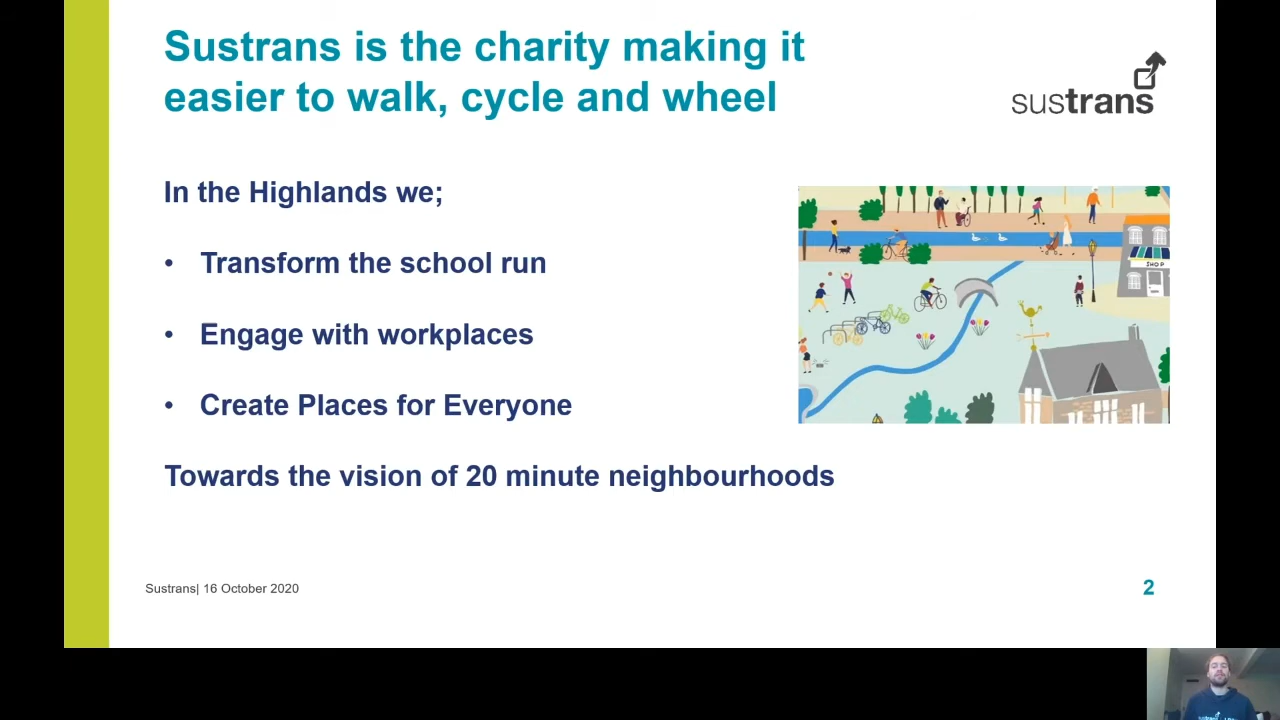 Sustrans is the charity making it
easier to walk, cycle and wheel
sustrans
In the Highlands we;
• Transform the school run
• Engage with workplaces
• Create Places for Everyone
Towards the vision of 20 minute neighbourhoods
SHOP
Sustrans| 16 October 2020
2
sustrans